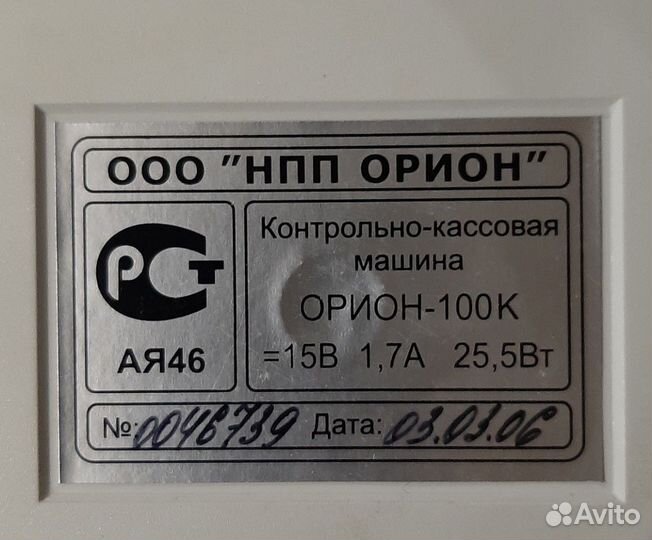 ООО "НПП ОРИОН"
РСТ
АЯ46
Контрольно-кассовая
машина
ОРИОН-100К
=15В 1,7А 25,5Вт
№: 0046739 Дата: 03.03.06
Avito